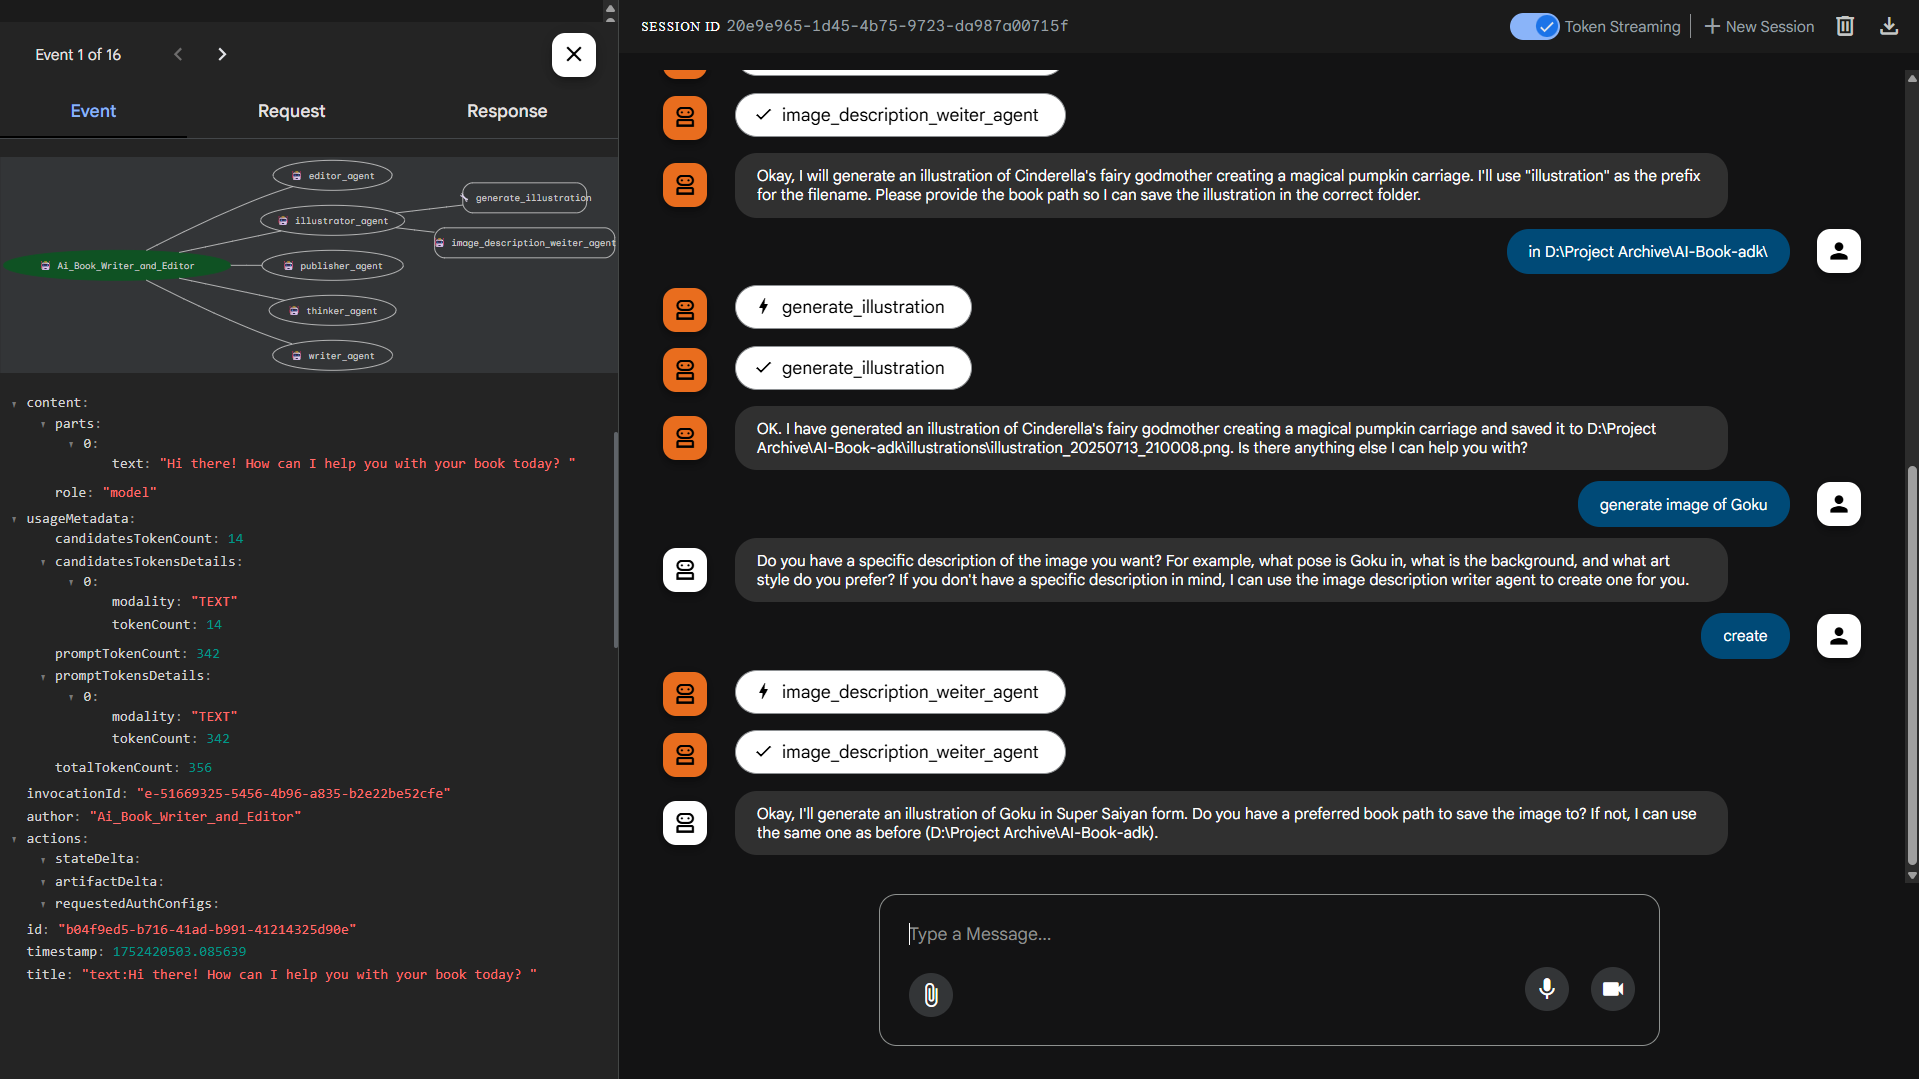 Event 1 of 16
Event
Request
Response
editor_agent
generate_illustration
illustrator_agent
image_description_weiter_agent
Ai_Book_Writer_and_Editor
publisher_agent
thinker_agent
writer_agent
content:
parts:
0:
text: "Hi there! How can I help you with your book today? "
role: "model"
usageMetadata:
candidatesTokenCount: 14
candidatesTokensDetails:
0:
modality: "TEXT"
tokenCount: 14
promptTokenCount: 342
promptTokensDetails:
0:
modality: "TEXT"
tokenCount: 342
totalTokenCount: 356
invocationId: "e-51669325-5456-4b96-a835-b2e22be52cfe"
author: "Ai_Book_Writer_and_Editor"
actions:
stateDelta:
artifactDelta:
requestedAuthConfigs:
id: "b04f9ed5-b716-41ad-b991-41214325d90e"
timestamp: 1752420503.085639
title: "text:Hi there! How can I help you with your book today? "
SESSION ID 20e9e965-1d45-4b75-9723-da987a00715f
Token Streaming
New Session
image_description_weiter_agent
Okay, I will generate an illustration of Cinderella's fairy godmother creating a magical pumpkin carriage. I'll use "illustration" as the prefix
for the filename. Please provide the book path so I can save the illustration in the correct folder.
in D:\Project Archive\AI-Book-adk\
generate_illustration
generate_illustration
OK. I have generated an illustration of Cinderella's fairy godmother creating a magical pumpkin carriage and saved it to D:\Project
Archive\AI-Book-adk\illustrations\illustration_20250713_210008.png. Is there anything else I can help you with?
generate image of Goku
Do you have a specific description of the image you want? For example, what pose is Goku in, what is the background, and what art
style do you prefer? If you don't have a specific description in mind, I can use the image description writer agent to create one for you.
create
image_description_weiter_agent
image_description_weiter_agent
Okay, I'll generate an illustration of Goku in Super Saiyan form. Do you have a preferred book path to save the image to? If not, I can use
the same one as before (D:\Project Archive\AI-Book-adk).
Type a Message...